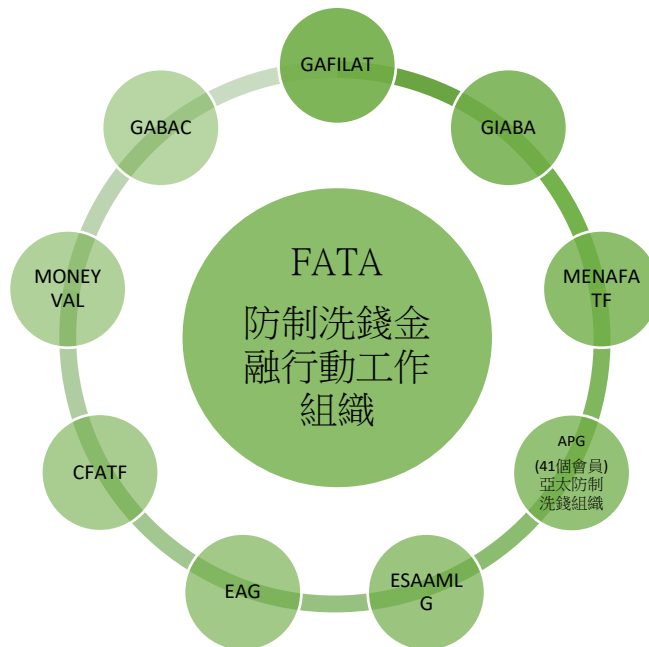 GAFILAT
GIABA
MENAFA
TF
APG
(41個會員)
亞太防制
洗錢組織
ESAAML
G
EAG
CFATF
MONEY
VAL
GABAC
FATA
防制洗錢金
融行動工作
組織